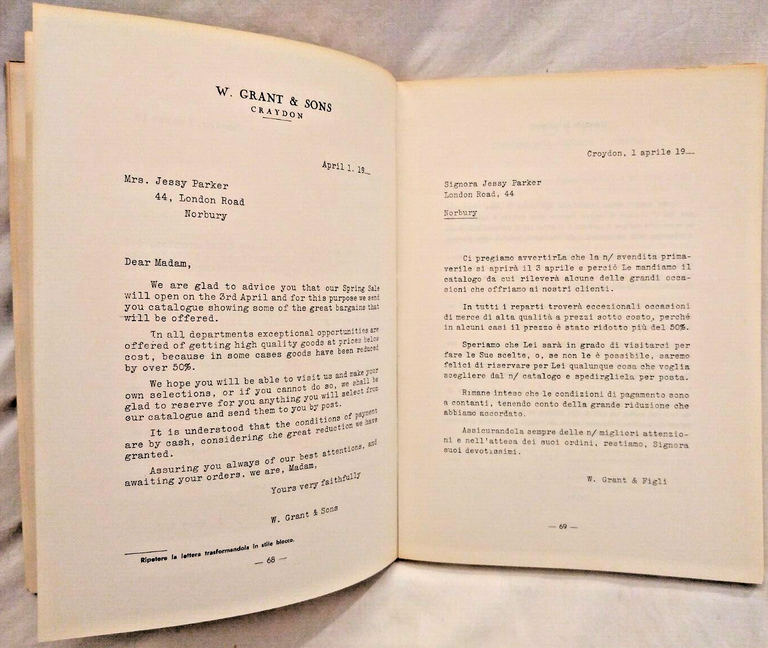 W. GRANT & SONS
CRAYDON
April 1. 19__
Mrs. Jessy Parker
44, London Road
Norbury
Dear Madam,
We are glad to advice you that our Spring Sale
will open on the 3rd April and for this purpose we send
you catalogue showing some of the great bargains that
will be offered.
In all departments exceptional opportunities are
offered of getting high quality goods at prices below
cost, because in some cases goods have been reduced
by over 50%.
We hope you will be able to visit us and make your
own selections, or if you cannot do so, we shall be
glad to reserve for you anything you will select from
our catalogue and send them to you by post.
It is understood that the conditions of payment
are by cash, considering the great reduction we have
granted.
Assuring you always of our best attentions, and
awaiting your orders. we are, Madam,
Yours very faithfully
W. Grant & Sons
Ripetere la lettera trasformandola in stile blocco.
— 68 —
Croydon, 1 aprile 19__
Signora Jessy Parker
London Road, 44
Norbury
Ci pregiamo avvertirLa che la n/ svendita prima-
verile si aprirà il 3 aprile e perciò Le mandiamo il
catalogo da cui rileverà alcune delle grandi occa-
sioni che offriamo ai nostri clienti.
In tutti i reparti troverà eccezionali occasioni
di merce di alta qualità a prezzi sotto costo, perché
in alcuni casi il prezzo è stato ridotto più del 50%.
Speriamo che Lei sarà in grado di visitarci per
fare le Sue scelte, o, se non le è possibile, saremo
felici di riservare per Lei qualunque cosa che voglia
scegliere dal n/ catalogo e spedirgliela per posta.
Rimane inteso che le condizioni di pagamento sono
a contanti, tenendo conto della grande riduzione che
abbiamo accordato.
Assicurandola sempre delle n/ migliori attenzio-
ni e nell'attesa dei suoi ordini, restiamo, Signora
suoi devotissimi.
W. Grant & Figli
— 69 —